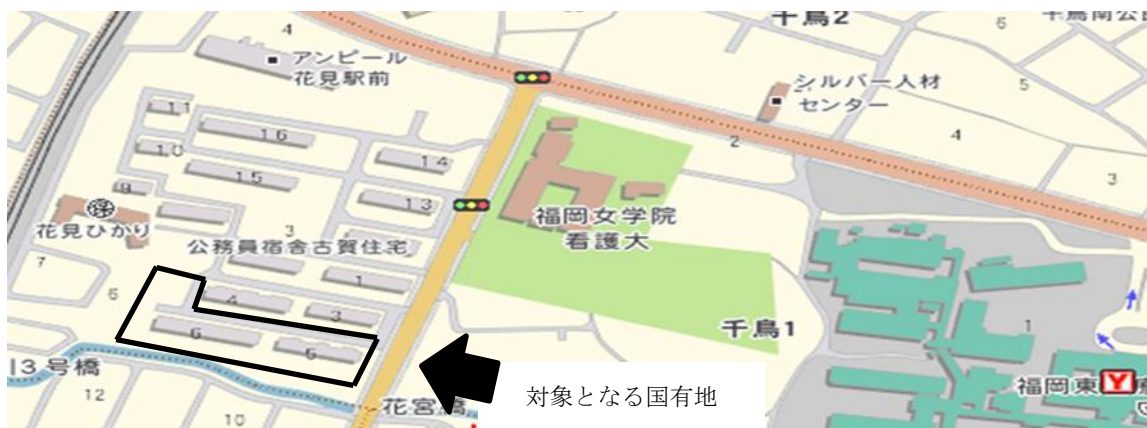 千鳥2
6
4
アンピール
花見駅前
シルバー人材
センター
5
11
16
14
4
10
15
2
3
9
13
福岡女学院
看護大
花見ひかり
3
公務員宿舎古賀住宅
7
1
6
4
3
千鳥1
1
6
5
13号橋
12
10
花宮橋
対象となる国有地
福岡東
Y